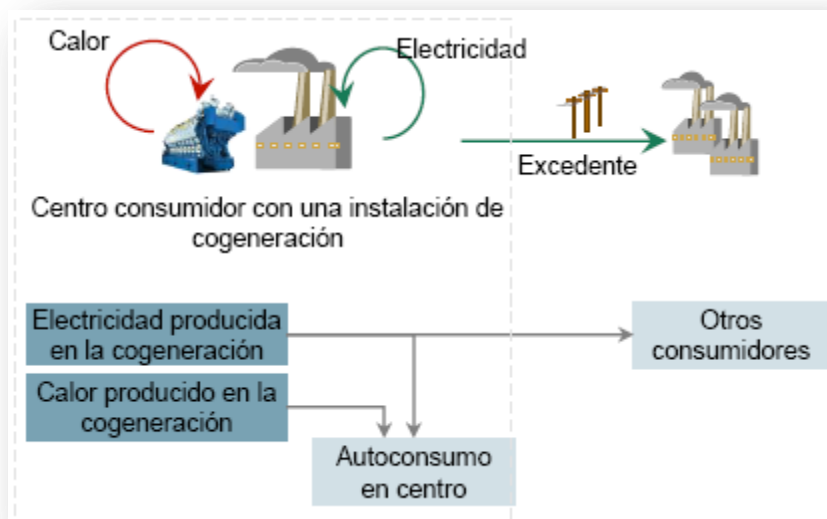 Calor
Electricidad
Excedente
Centro consumidor con una instalación de
cogeneración
Electricidad producida
en la cogeneración
Otros
consumidores
Calor producido en la
cogeneración
Autoconsumo
en centro